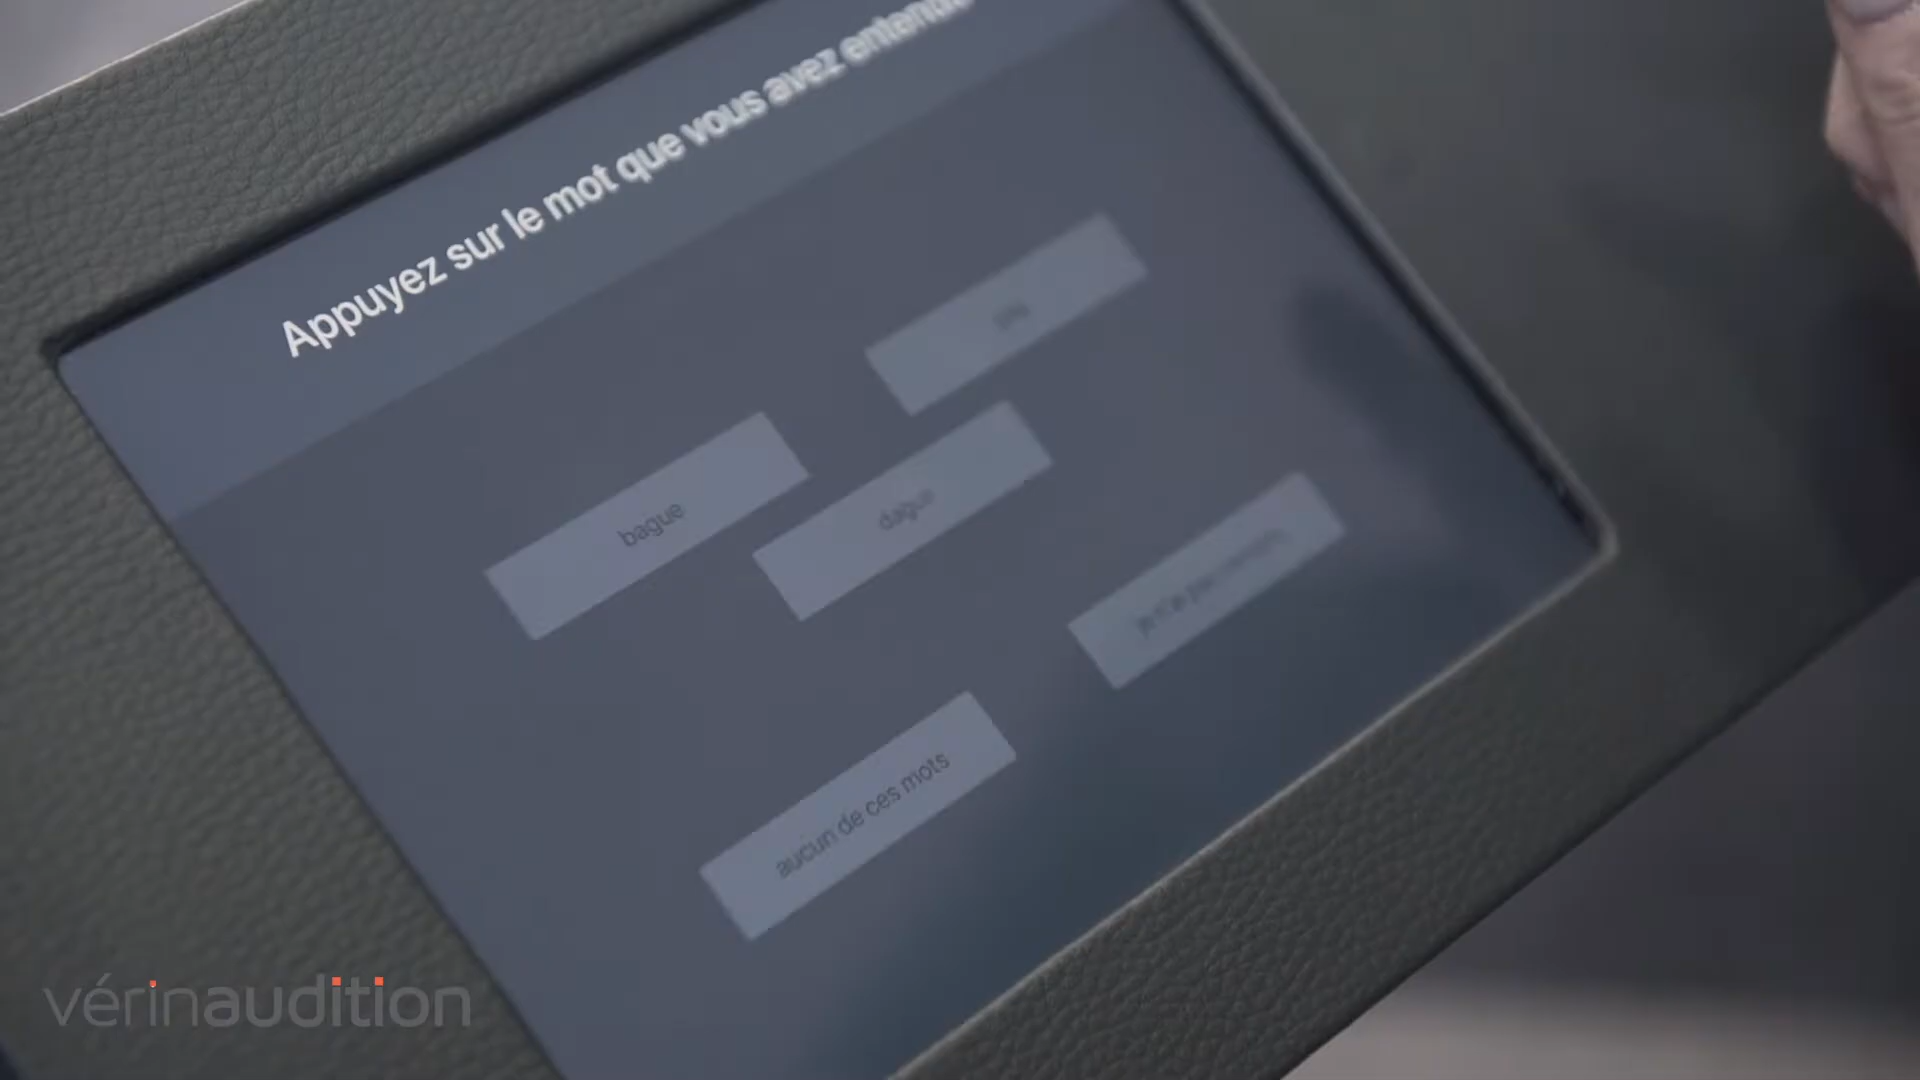 Appuyez sur le mot que vous avez entendu
bague
dague
aucun de ces mots
vérinaudition